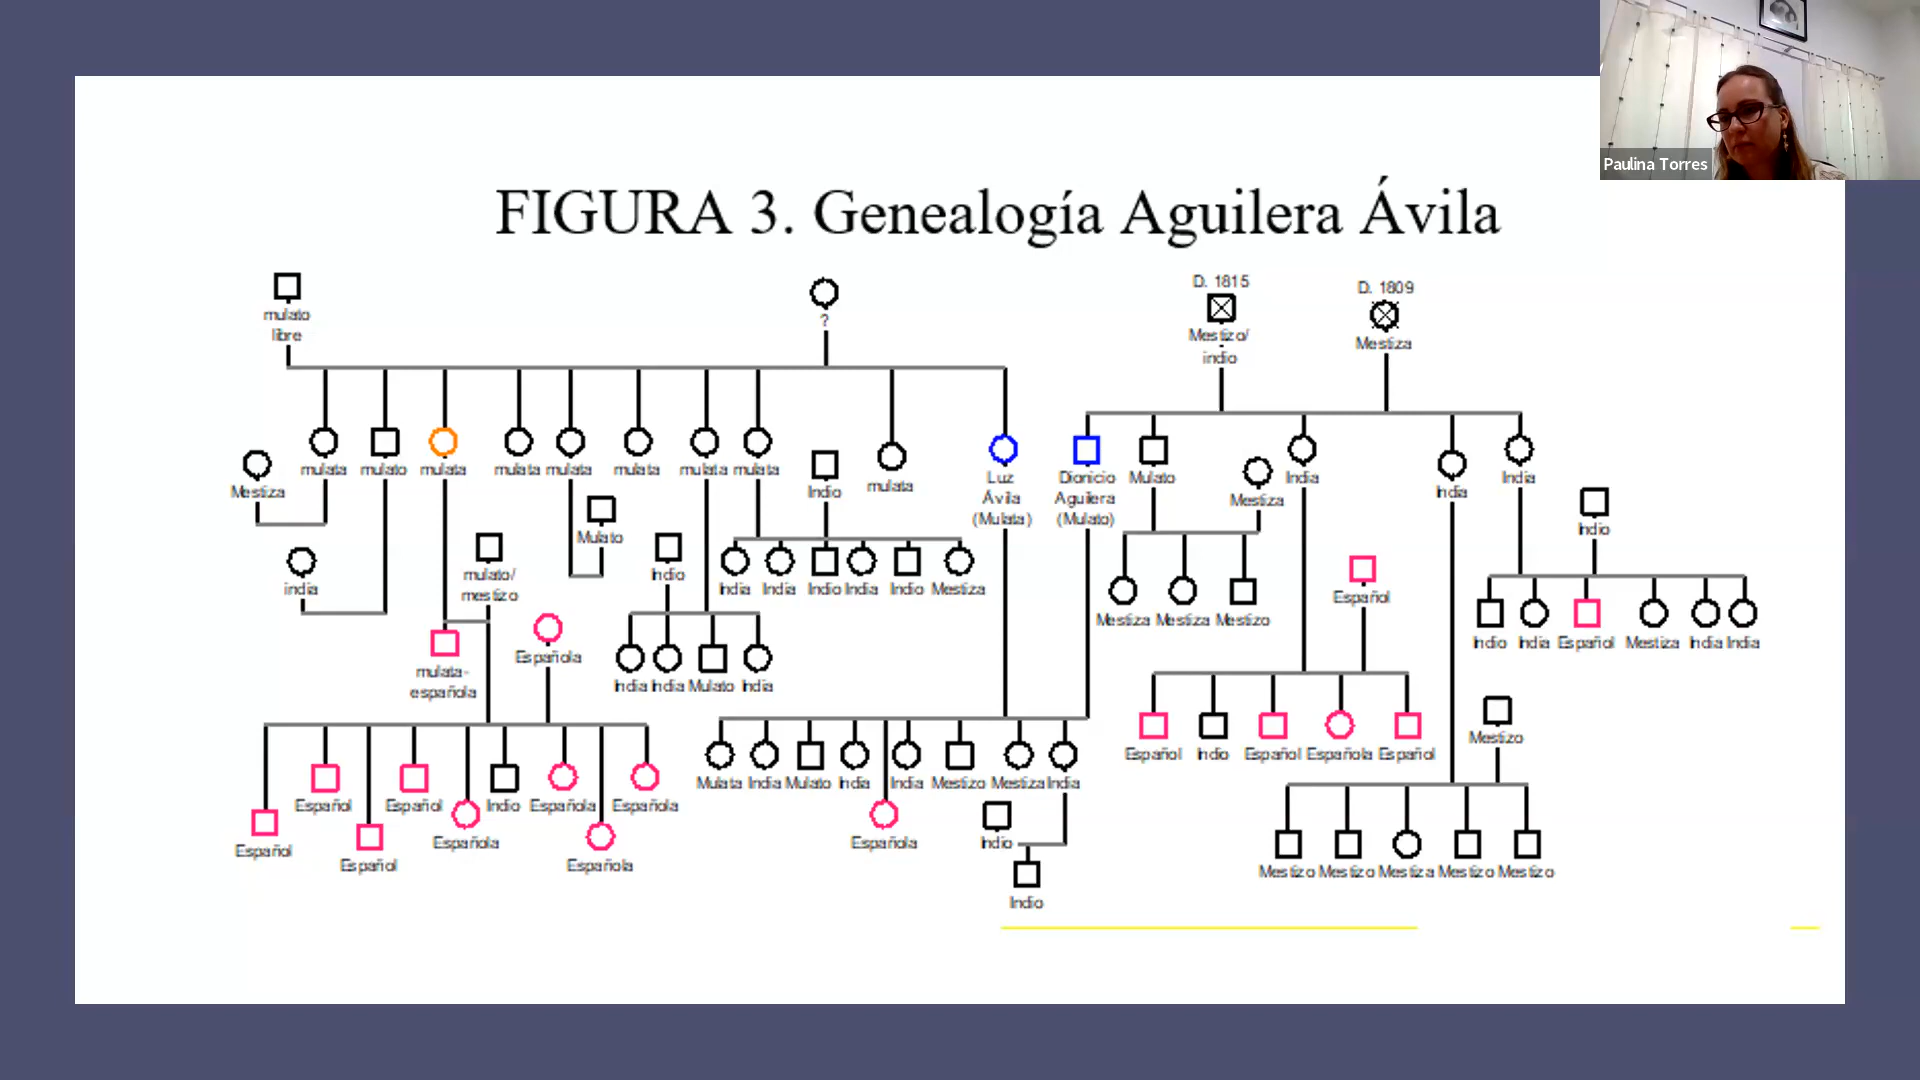 Paulina Torres
FIGURA 3. Genealogía Aguilera Ávila
D. 1815
D. 1809
mulato
libre
?
Mestizo/
indio
Mestiza
Mestiza
mulata
mulato
mulata
mulata
mulata
mulata
mulata
mulata
Indio
mulata
Luz
Ávila
(Mulata)
Dionicio
Aguilera
(Mulato)
Mulato
Mestiza
India
India
India
Indio
india
mulato/
mestizo
Mulato
Indio
India
India
Indio
India
Indio
Mestiza
Mestiza
Mestiza
Mestizo
Español
Indio
India
Español
Mestiza
India
India
mulata-
española
Española
India
India
Mulato
India
Español
Indio
Español
Española
Español
Mestizo
Mulata
India
Mulato
India
India
Mestizo
Mestiza
India
Español
Español
Indio
Española
Española
Español
Español
Española
Española
Española
Indio
Indio
Mestizo
Mestizo
Mestiza
Mestizo
Mestizo